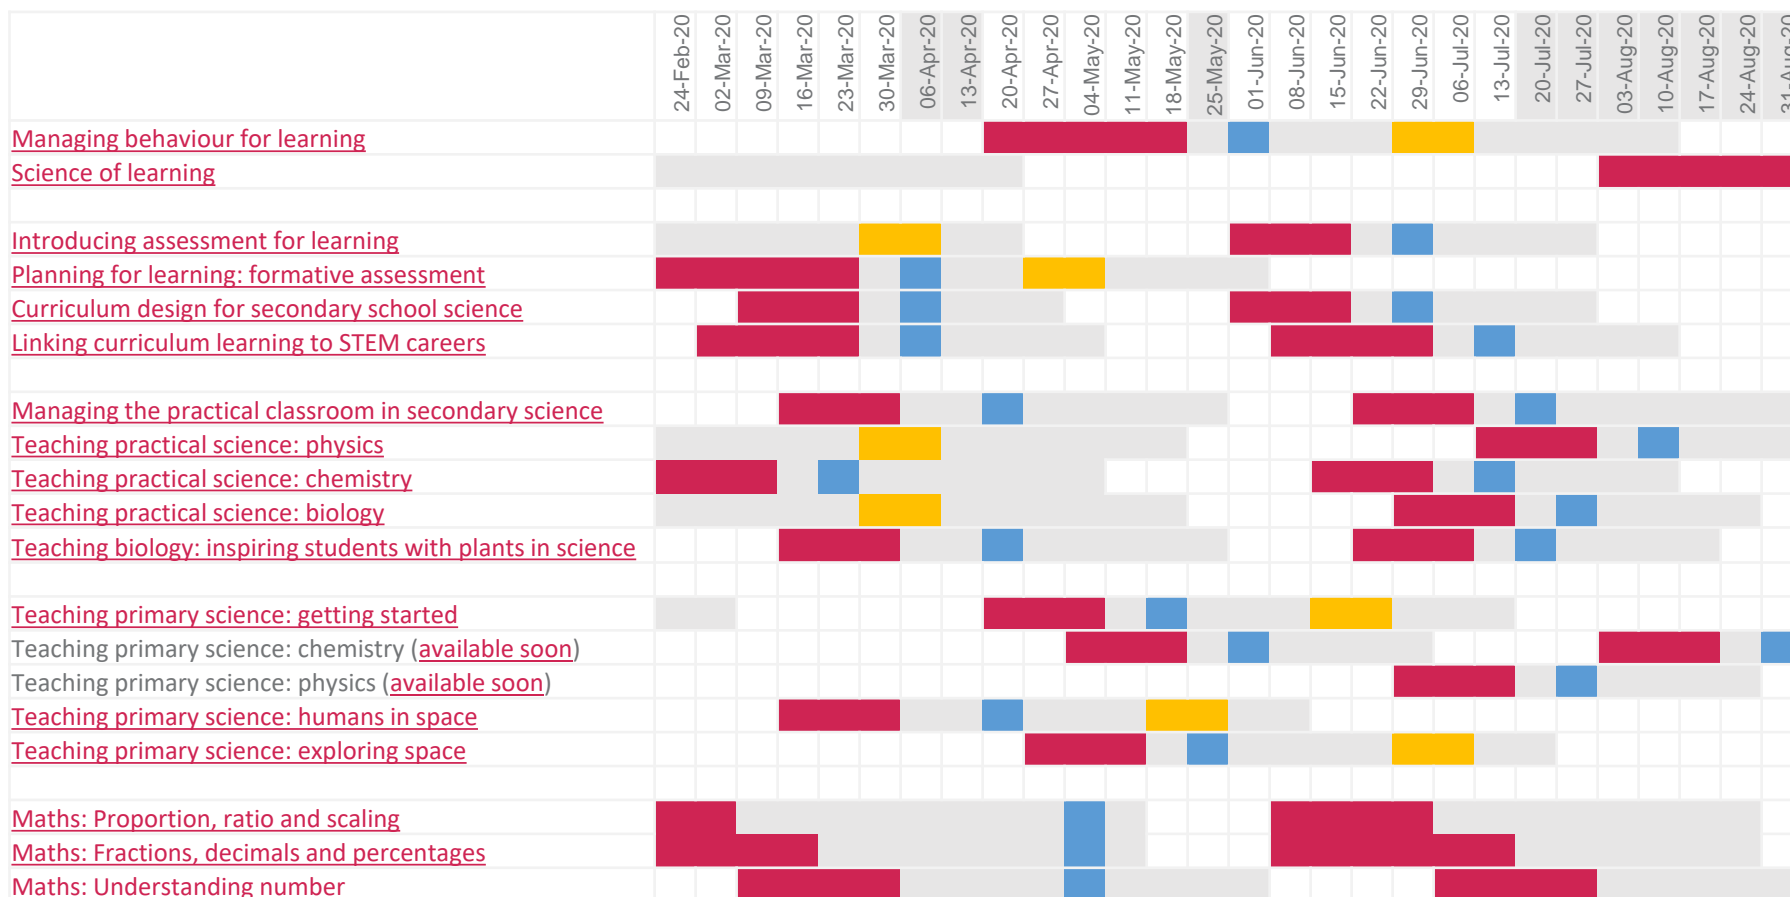 24-Feb-20
02-Mar-20
09-Mar-20
16-Mar-20
23-Mar-20
30-Mar-20
06-Apr-20
13-Apr-20
20-Apr-20
27-Apr-20
04-May-20
11-May-20
18-May-20
25-May-20
01-Jun-20
08-Jun-20
15-Jun-20
22-Jun-20
29-Jun-20
06-Jul-20
13-Jul-20
20-Jul-20
27-Jul-20
03-Aug-20
10-Aug-20
17-Aug-20
24-Aug-20
31-Aug-20
Managing behaviour for learning
Science of learning
Introducing assessment for learning
Planning for learning: formative assessment
Curriculum design for secondary school science
Linking curriculum learning to STEM careers
Managing the practical classroom in secondary science
Teaching practical science: physics
Teaching practical science: chemistry
Teaching practical science: biology
Teaching biology: inspiring students with plants in science
Teaching primary science: getting started
Teaching primary science: chemistry (available soon)
Teaching primary science: physics (available soon)
Teaching primary science: humans in space
Teaching primary science: exploring space
Maths: Proportion, ratio and scaling
Maths: Fractions, decimals and percentages
Maths: Understanding number